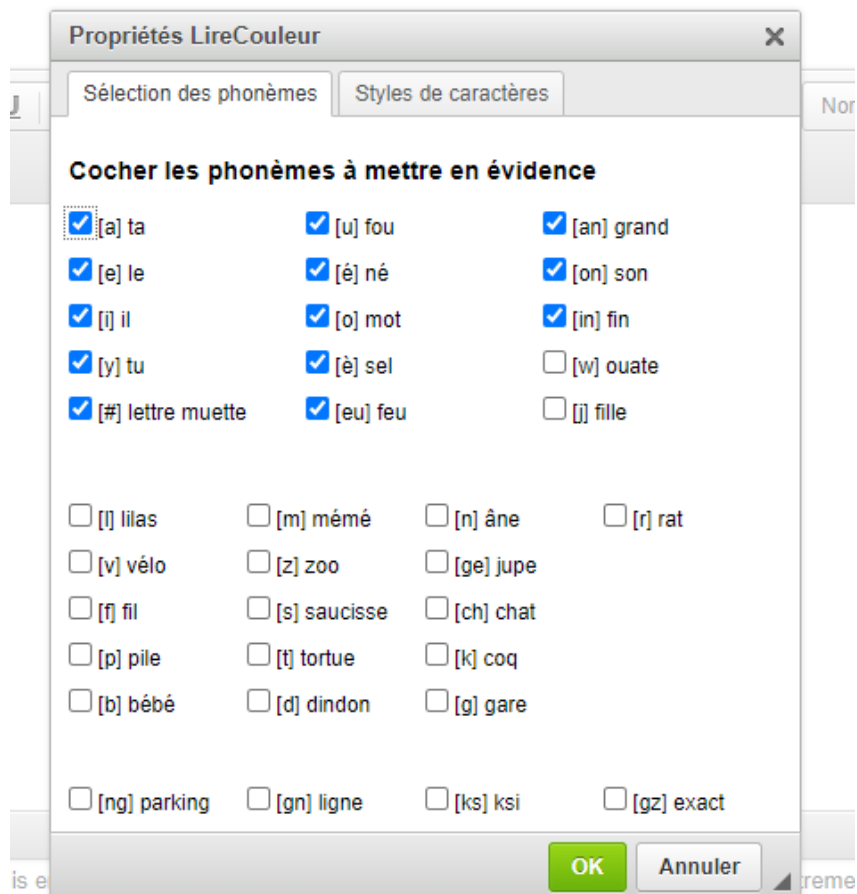 Propriétés LireCouleur
Sélection des phonèmes Styles de caractères
Cocher les phonèmes à mettre en évidence
[a] ta [u] fou [an] grand
[e] le [é] né [on] son
[i] il [o] mot [in] fin
[y] tu [è] sel [w] ouate
[#] lettre muette [eu] feu [j] fille
[l] lilas [m] mémé [n] âne [r] rat
[v] vélo [z] zoo [ge] jupe
[f] fil [s] saucisse [ch] chat
[p] pile [t] tortue [k] coq
[b] bébé [d] dindon [g] gare
[ng] parking [gn] ligne [ks] ksi [gz] exact
OK Annuler